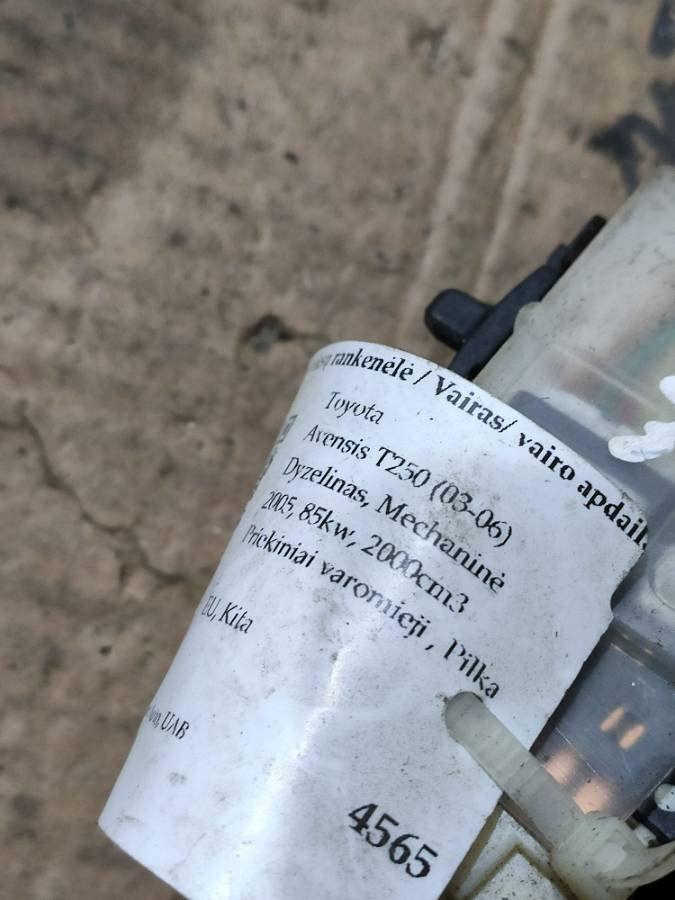 rankenėlė / Vairas/ vairo apdail
Toyota
Avensis T250 (03-06)
Dyzelinas, Mechaninė
2005, 85kw, 2000cm3
Priekiniai varomieji , Pilka
EU, Kita
UAB
4565